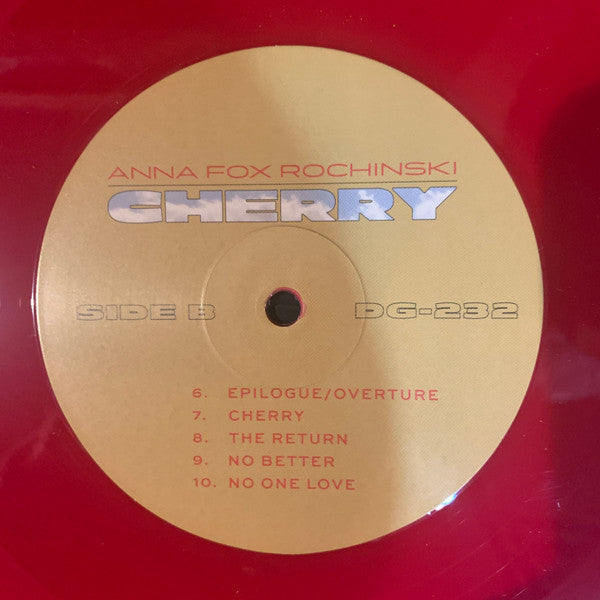 ANNA FOX ROCHINSKI
CHERRY
SIDE B
DG-232
6. EPILOGUE/OVERTURE
7. CHERRY
8. THE RETURN
9. NO BETTER
10. NO ONE LOVE